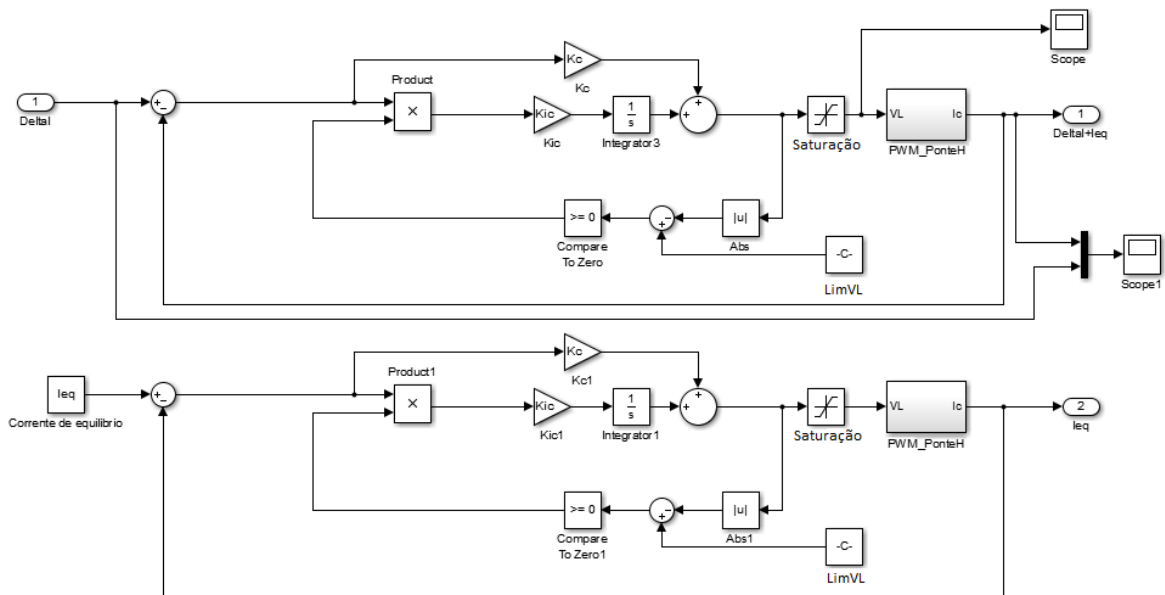 Scope
Kc
Kc
Product
×
1
DeltaI
+
−
Kic
Kic
1
s
Integrator3
+
+
Saturação
VL
Ic
PWM_PonteH
1
DeltaI+Ieq
>= 0
Compare
To Zero
−
+
|u|
Abs
-C-
LimVL
Scope1
Kc
Kc1
Product1
×
Ieq
Corrente de equilíbrio
+
−
Kic
Kic1
1
s
Integrator1
+
+
Saturação
VL
Ic
PWM_PonteH
2
Ieq
>= 0
Compare
To Zero1
−
+
|u|
Abs1
-C-
LimVL